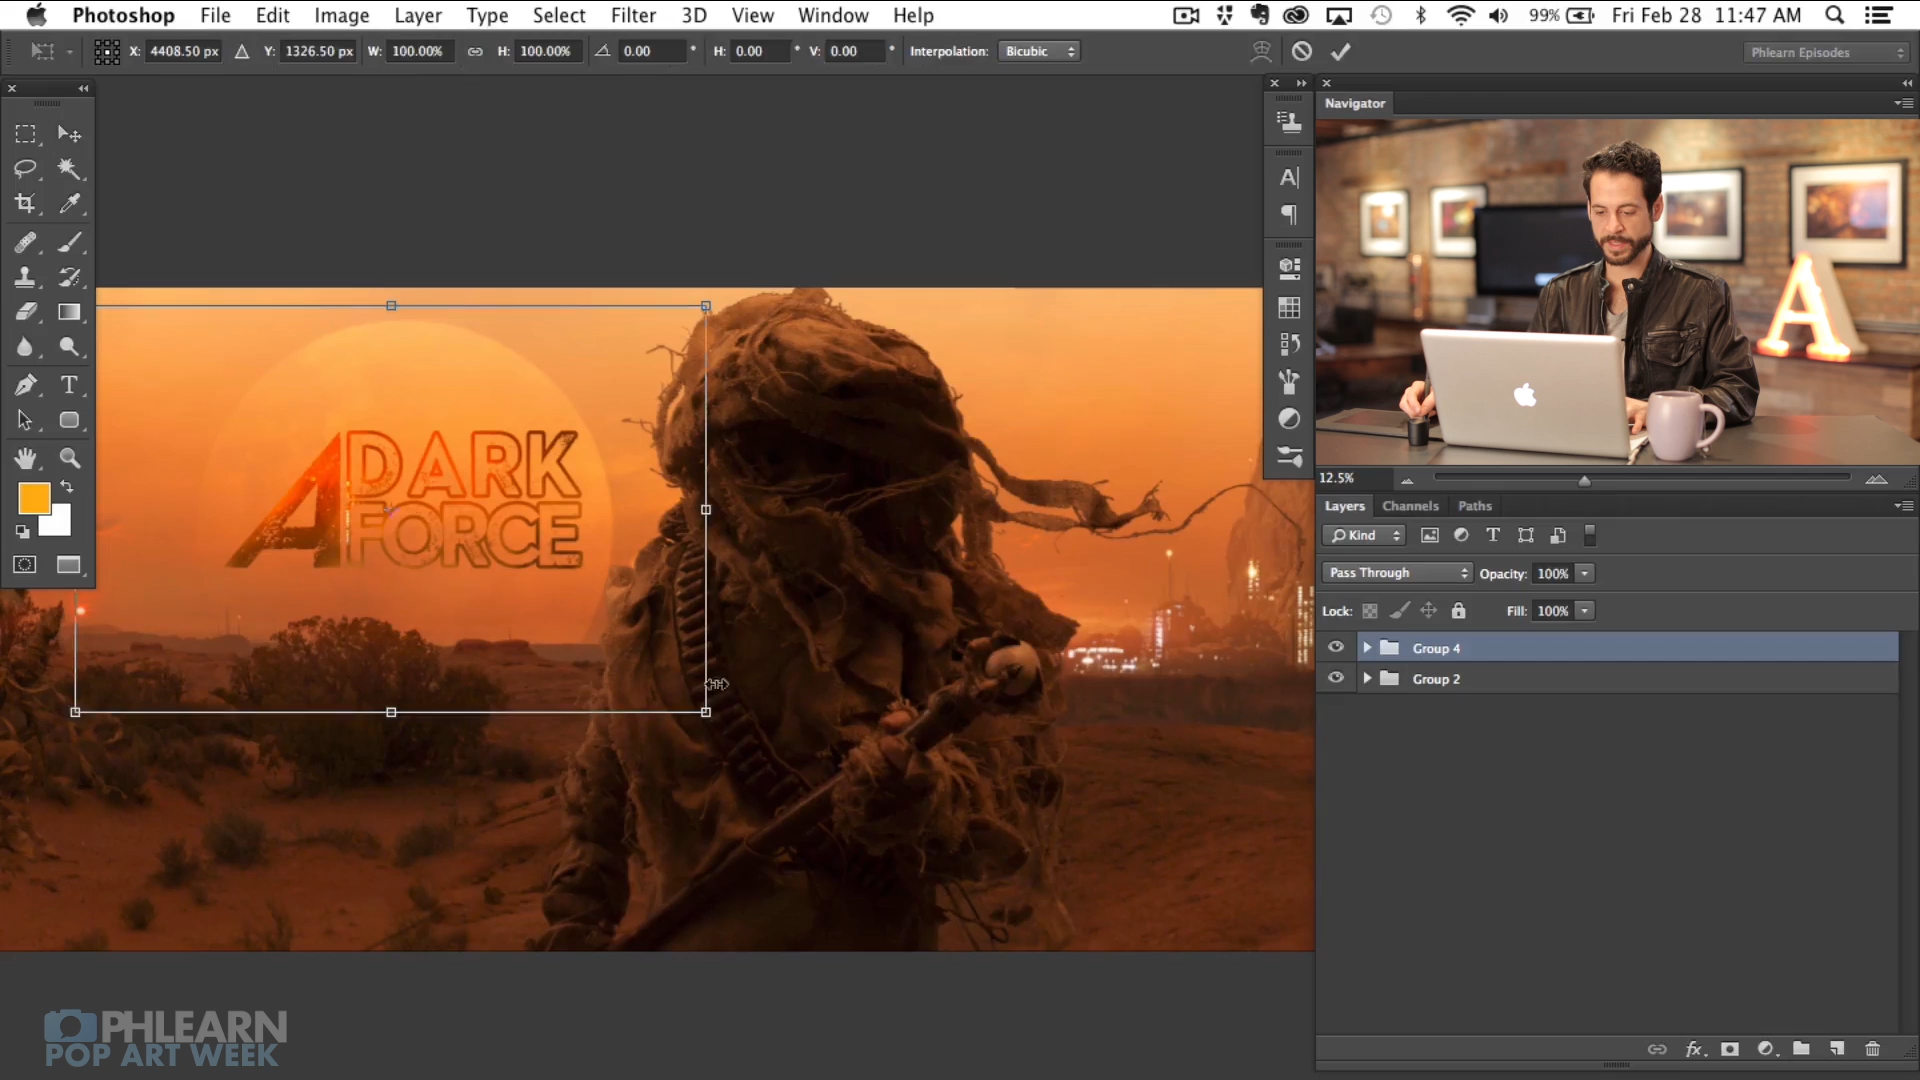 Photoshop File Edit Image Layer Type Select Filter 3D View Window Help 99% Fri Feb 28 11:47 AM
X: 4408.50 px Y: 1326.50 px W: 100.00% H: 100.00% 0.00 ° H: 0.00 ° V: 0.00 ° Interpolation: Bicubic Phlearn Episodes
Navigator
A
A
DARK
FORCE
12.5%
Layers Channels Paths
Kind
Pass Through Opacity: 100%
Lock: Fill: 100%
Group 4
Group 2
PHLEARN
POP ART WEEK
fx